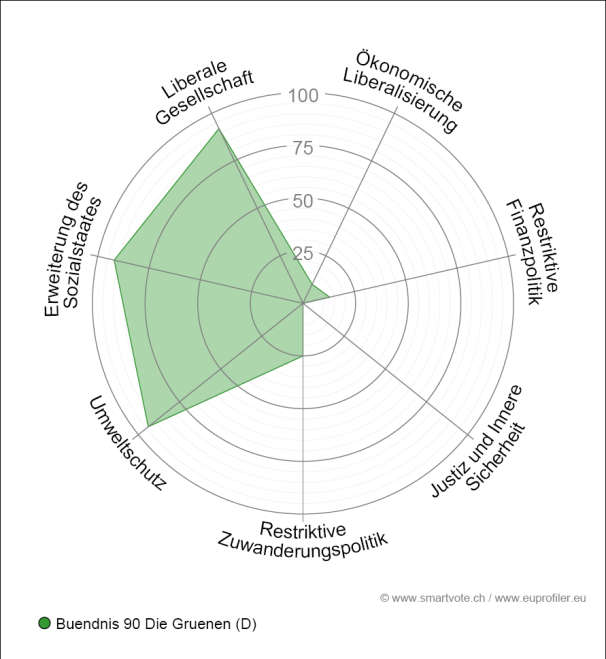 Liberale
Gesellschaft
Ökonomische
Liberalisierung
100
75
50
25
Erweiterung des
Sozialstaates
Restriktive
Finanzpolitik
Umweltschutz
Justiz und Innere
Sicherheit
Restriktive
Zuwanderungspolitik
© www.smartvote.ch / www.euprofiler.eu
Buendnis 90 Die Gruenen (D)